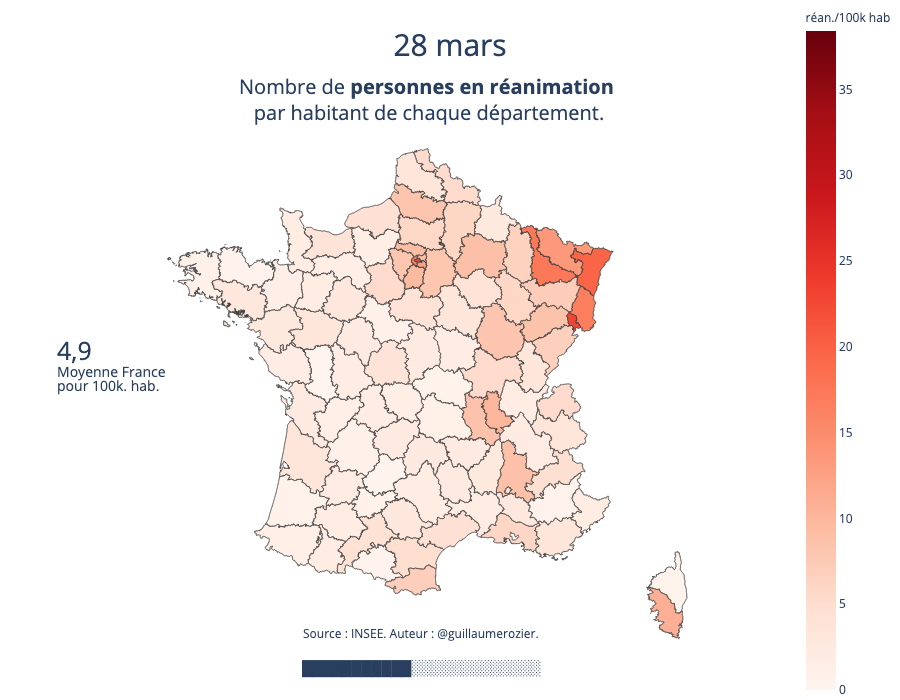 28 mars
Nombre de personnes en réanimation
par habitant de chaque département.
4,9
Moyenne France
pour 100k. hab.
réan./100k hab
35
30
25
20
15
10
5
0
Source : INSEE. Auteur : @guillaumerozier.